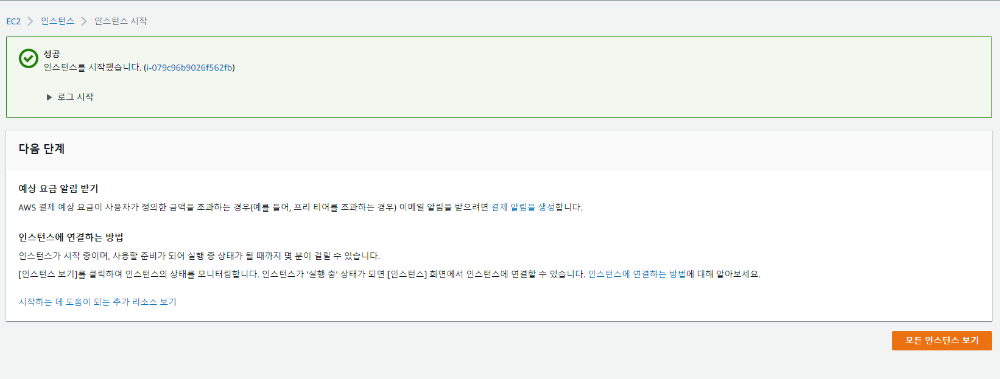 EC2 인스턴스 인스턴스 시작
성공
인스턴스를 시작했습니다. (i-079c96b9026f562fb)
로그 시작
다음 단계
예상 요금 알림 받기
AWS 결제 예상 요금이 사용자가 정의한 금액을 초과하는 경우(예를 들어, 프리 티어를 초과하는 경우) 이메일 알림을 받으려면 결제 알림을 생성합니다.
인스턴스에 연결하는 방법
인스턴스가 시작 중이며, 사용할 준비가 되어 실행 중 상태가 될 때까지 몇 분이 걸릴 수 있습니다.
[인스턴스 보기]를 클릭하여 인스턴스의 상태를 모니터링합니다. 인스턴스가 '실행 중' 상태가 되면 [인스턴스] 화면에서 인스턴스에 연결할 수 있습니다. 인스턴스에 연결하는 방법에 대해 알아보세요.
시작하는 데 도움이 되는 추가 리소스 보기
모든 인스턴스 보기